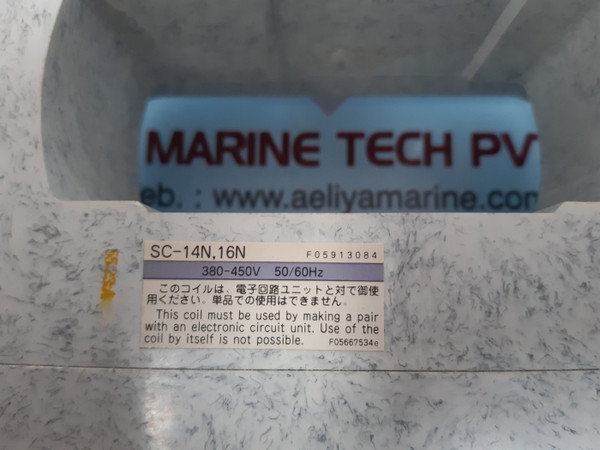 MARINE TECH PV
eb. : www.aeliyamarine.com
SC-14N,16N F05913084
380-450V 50/60Hz
このコイルは、電子回路ユニットと対で御使
用ください。単品での使用はできません。
This coil must be used by making a pair
with an electronic circuit unit. Use of the
coil by itself is not possible. F05667534e